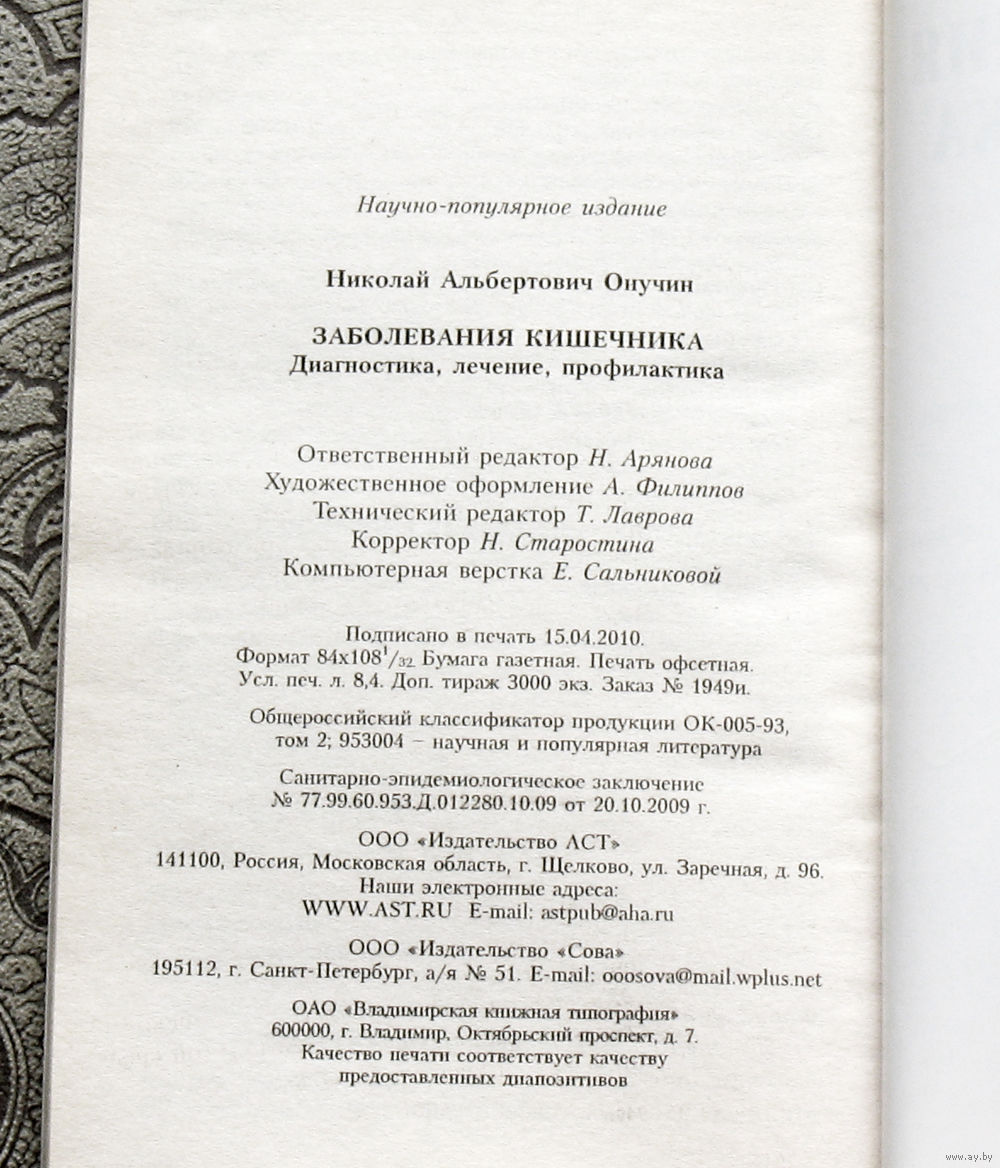 Научно-популярное издание
Николай Альбертович Онучин
ЗАБОЛЕВАНИЯ КИШЕЧНИКА
Диагностика, лечение, профилактика
Ответственный редактор Н. Арянова
Художественное оформление А. Филиппов
Технический редактор Т. Лаврова
Корректор Н. Старостина
Компьютерная верстка Е. Сальниковой
Подписано в печать 15.04.2010.
Формат 84х108¹/₃₂. Бумага газетная. Печать офсетная.
Усл. печ. л. 8,4. Доп. тираж 3000 экз. Заказ № 1949и.
Общероссийский классификатор продукции ОК-005-93,
том 2; 953004 – научная и популярная литература
Санитарно-эпидемиологическое заключение
№ 77.99.60.953.Д.012280.10.09 от 20.10.2009 г.
ООО «Издательство АСТ»
141100, Россия, Московская область, г. Щелково, ул. Заречная, д. 96.
Наши электронные адреса:
WWW.AST.RU E-mail: astpub@aha.ru
ООО «Издательство «Сова»
195112, г. Санкт-Петербург, а/я № 51. E-mail: ooosova@mail.wplus.net
ОАО «Владимирская книжная типография»
600000, г. Владимир, Октябрьский проспект, д. 7.
Качество печати соответствует качеству
предоставленных диапозитивов
www.ay.by